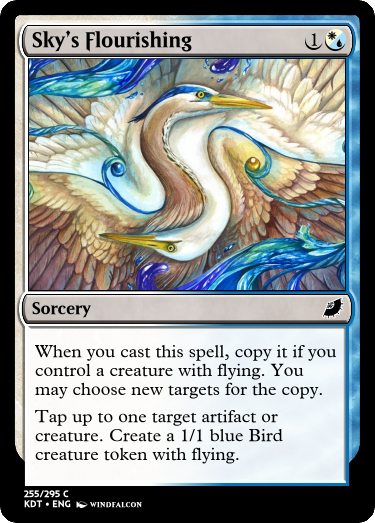 Sky's Flourishing 1
Sorcery
When you cast this spell, copy it if you
control a creature with flying. You
may choose new targets for the copy.
Tap up to one target artifact or
creature. Create a 1/1 blue Bird
creature token with flying.
255/295 C
KDT • ENG WINDFALCON